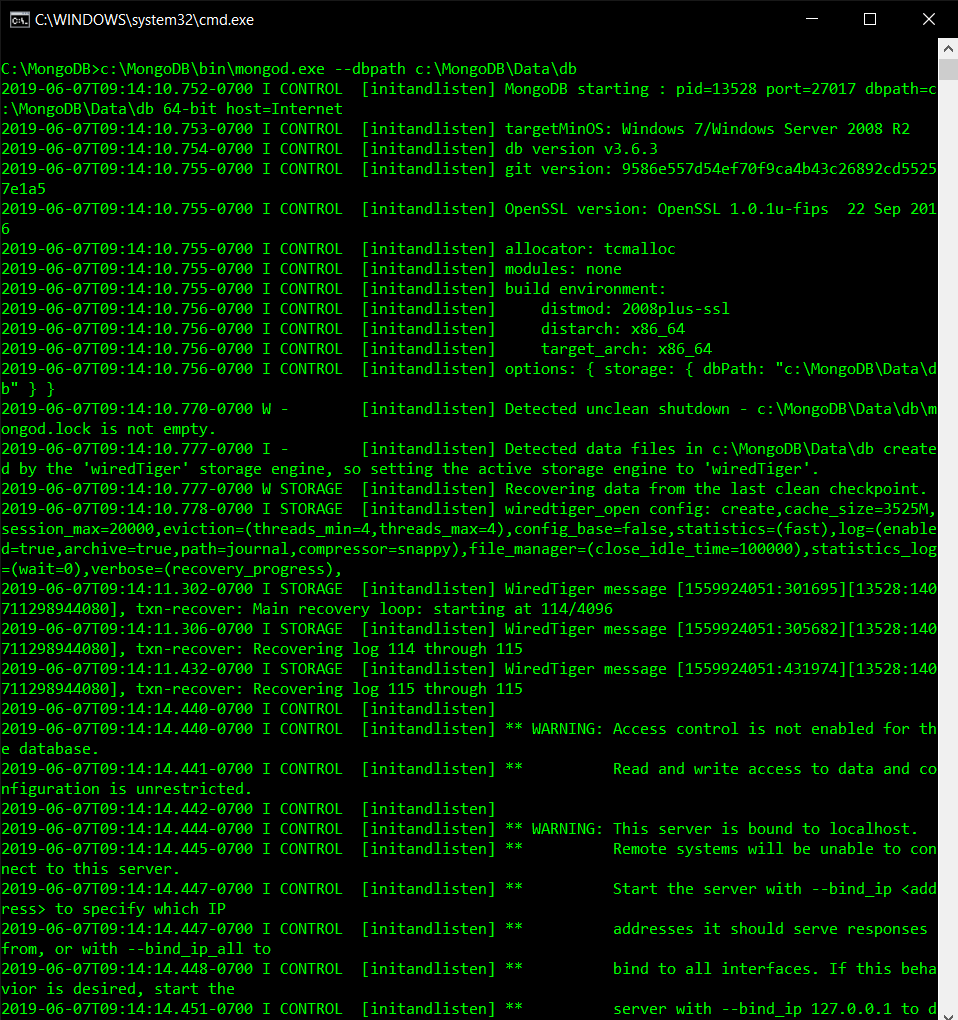 C:\WINDOWS\system32\cmd.exe
C:\MongoDB>c:\MongoDB\bin\mongod.exe --dbpath c:\MongoDB\Data\db
2019-06-07T09:14:10.752-0700 I CONTROL  [initandlisten] MongoDB starting : pid=13528 port=27017 dbpath=c
:\MongoDB\Data\db 64-bit host=Internet
2019-06-07T09:14:10.753-0700 I CONTROL  [initandlisten] targetMinOS: Windows 7/Windows Server 2008 R2
2019-06-07T09:14:10.754-0700 I CONTROL  [initandlisten] db version v3.6.3
2019-06-07T09:14:10.755-0700 I CONTROL  [initandlisten] git version: 9586e557d54ef70f9ca4b43c26892cd5525
7e1a5
2019-06-07T09:14:10.755-0700 I CONTROL  [initandlisten] OpenSSL version: OpenSSL 1.0.1u-fips  22 Sep 201
6
2019-06-07T09:14:10.755-0700 I CONTROL  [initandlisten] allocator: tcmalloc
2019-06-07T09:14:10.755-0700 I CONTROL  [initandlisten] modules: none
2019-06-07T09:14:10.755-0700 I CONTROL  [initandlisten] build environment:
2019-06-07T09:14:10.756-0700 I CONTROL  [initandlisten]     distmod: 2008plus-ssl
2019-06-07T09:14:10.756-0700 I CONTROL  [initandlisten]     distarch: x86_64
2019-06-07T09:14:10.756-0700 I CONTROL  [initandlisten]     target_arch: x86_64
2019-06-07T09:14:10.756-0700 I CONTROL  [initandlisten] options: { storage: { dbPath: "c:\MongoDB\Data\d
b" } }
2019-06-07T09:14:10.770-0700 W -        [initandlisten] Detected unclean shutdown - c:\MongoDB\Data\db\m
ongod.lock is not empty.
2019-06-07T09:14:10.777-0700 I -        [initandlisten] Detected data files in c:\MongoDB\Data\db create
d by the 'wiredTiger' storage engine, so setting the active storage engine to 'wiredTiger'.
2019-06-07T09:14:10.777-0700 W STORAGE  [initandlisten] Recovering data from the last clean checkpoint.
2019-06-07T09:14:10.778-0700 I STORAGE  [initandlisten] wiredtiger_open config: create,cache_size=3525M,
session_max=20000,eviction=(threads_min=4,threads_max=4),config_base=false,statistics=(fast),log=(enable
d=true,archive=true,path=journal,compressor=snappy),file_manager=(close_idle_time=100000),statistics_log
=(wait=0),verbose=(recovery_progress),
2019-06-07T09:14:11.302-0700 I STORAGE  [initandlisten] WiredTiger message [1559924051:301695][13528:140
711298944080], txn-recover: Main recovery loop: starting at 114/4096
2019-06-07T09:14:11.306-0700 I STORAGE  [initandlisten] WiredTiger message [1559924051:305682][13528:140
711298944080], txn-recover: Recovering log 114 through 115
2019-06-07T09:14:11.432-0700 I STORAGE  [initandlisten] WiredTiger message [1559924051:431974][13528:140
711298944080], txn-recover: Recovering log 115 through 115
2019-06-07T09:14:14.440-0700 I CONTROL  [initandlisten]
2019-06-07T09:14:14.440-0700 I CONTROL  [initandlisten] ** WARNING: Access control is not enabled for th
e database.
2019-06-07T09:14:14.441-0700 I CONTROL  [initandlisten] **          Read and write access to data and co
nfiguration is unrestricted.
2019-06-07T09:14:14.442-0700 I CONTROL  [initandlisten]
2019-06-07T09:14:14.444-0700 I CONTROL  [initandlisten] ** WARNING: This server is bound to localhost.
2019-06-07T09:14:14.445-0700 I CONTROL  [initandlisten] **          Remote systems will be unable to con
nect to this server.
2019-06-07T09:14:14.447-0700 I CONTROL  [initandlisten] **          Start the server with --bind_ip <add
ress> to specify which IP
2019-06-07T09:14:14.447-0700 I CONTROL  [initandlisten] **          addresses it should serve responses
from, or with --bind_ip_all to
2019-06-07T09:14:14.448-0700 I CONTROL  [initandlisten] **          bind to all interfaces. If this beha
vior is desired, start the
2019-06-07T09:14:14.451-0700 I CONTROL  [initandlisten] **          server with --bind_ip 127.0.0.1 to d